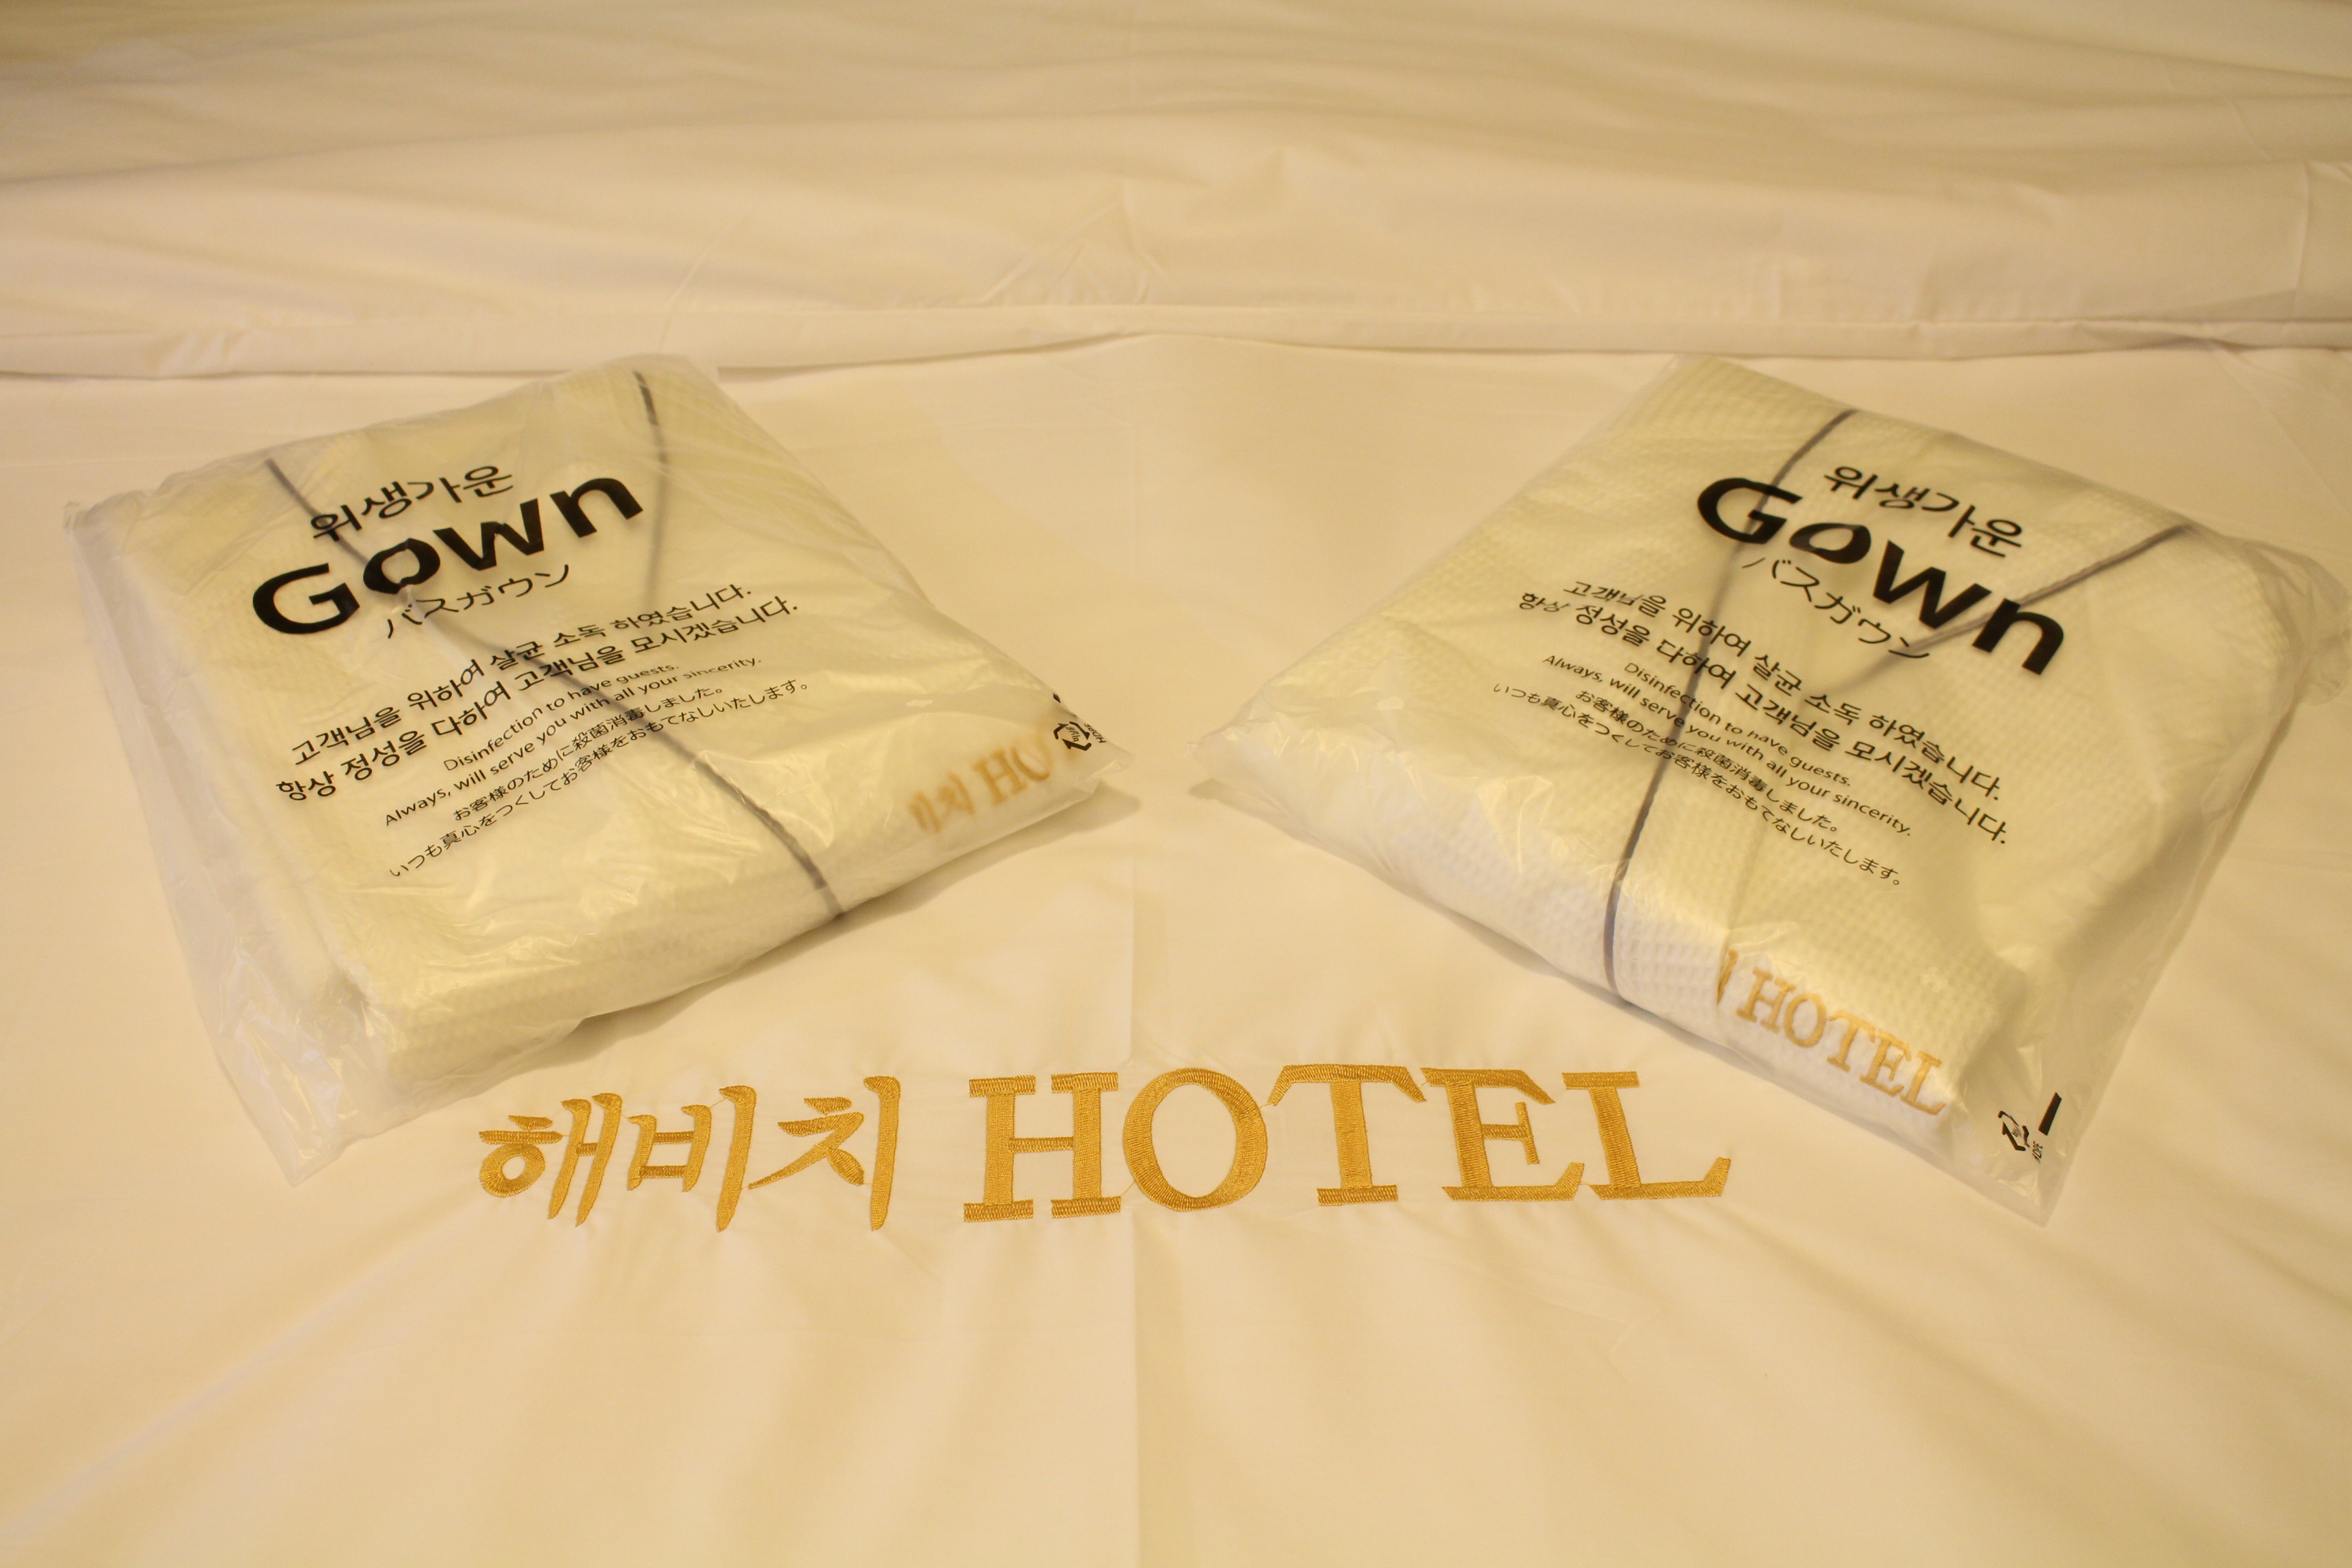 위생가운
Gown
バスガウン
고객님을 위하여 살균 소독 하였습니다.
항상 정성을 다하여 고객님을 모시겠습니다.
Disinfection to have guests.
Always, will serve you with all your sincerity.
お客様のために殺菌消毒しました。
いつも真心をつくしてお客様をおもてなしいたします。
치 HO
위생가운
Gown
バスガウン
고객님을 위하여 살균 소독 하였습니다.
항상 정성을 다하여 고객님을 모시겠습니다.
Disinfection to have guests.
Always, will serve you with all your sincerity.
お客様のために殺菌消毒しました。
いつも真心をつくしてお客様をおもてなしいたします。
HOTEL
해비치 HOTEL